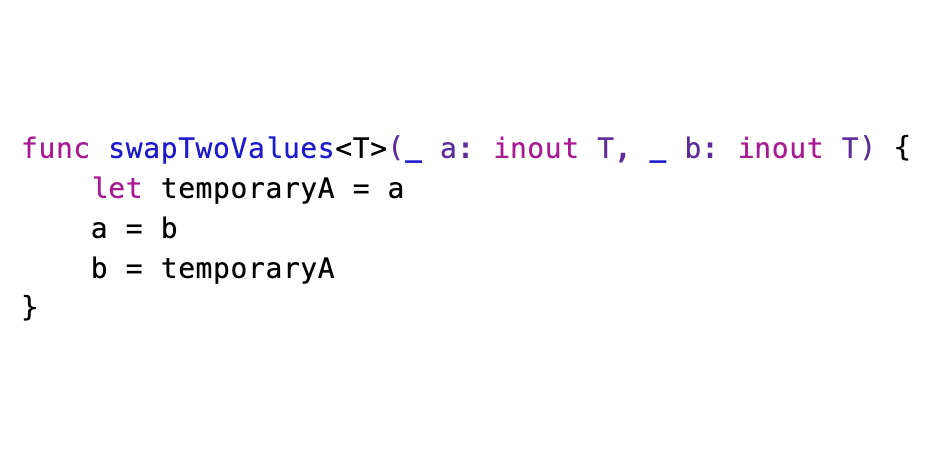 func swapTwoValues<T>(_ a: inout T, _ b: inout T) {
    let temporaryA = a
    a = b
    b = temporaryA
}